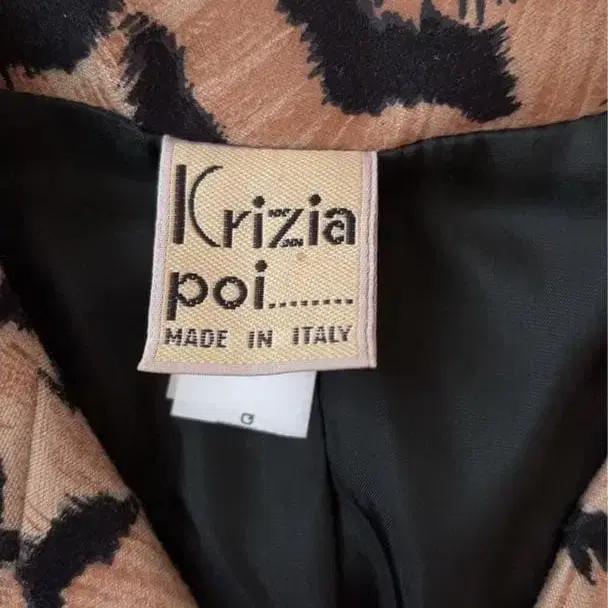 Krizia
poi........
MADE IN ITALY